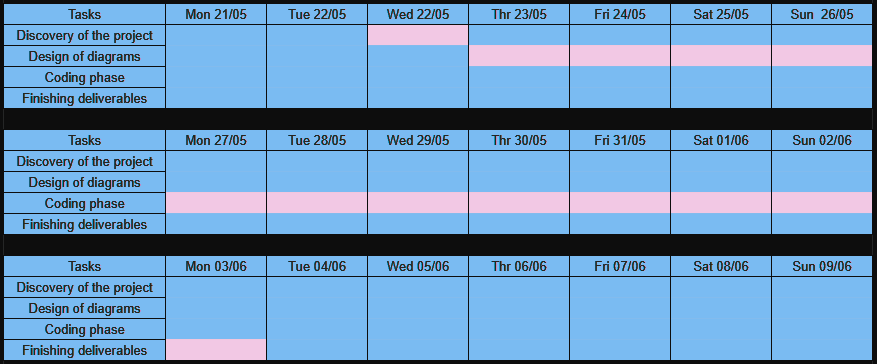 Tasks Mon 21/05 Tue 22/05 Wed 22/05 Thr 23/05 Fri 24/05 Sat 25/05 Sun 26/05
Discovery of the project
Design of diagrams
Coding phase
Finishing deliverables
Tasks Mon 27/05 Tue 28/05 Wed 29/05 Thr 30/05 Fri 31/05 Sat 01/06 Sun 02/06
Discovery of the project
Design of diagrams
Coding phase
Finishing deliverables
Tasks Mon 03/06 Tue 04/06 Wed 05/06 Thr 06/06 Fri 07/06 Sat 08/06 Sun 09/06
Discovery of the project
Design of diagrams
Coding phase
Finishing deliverables